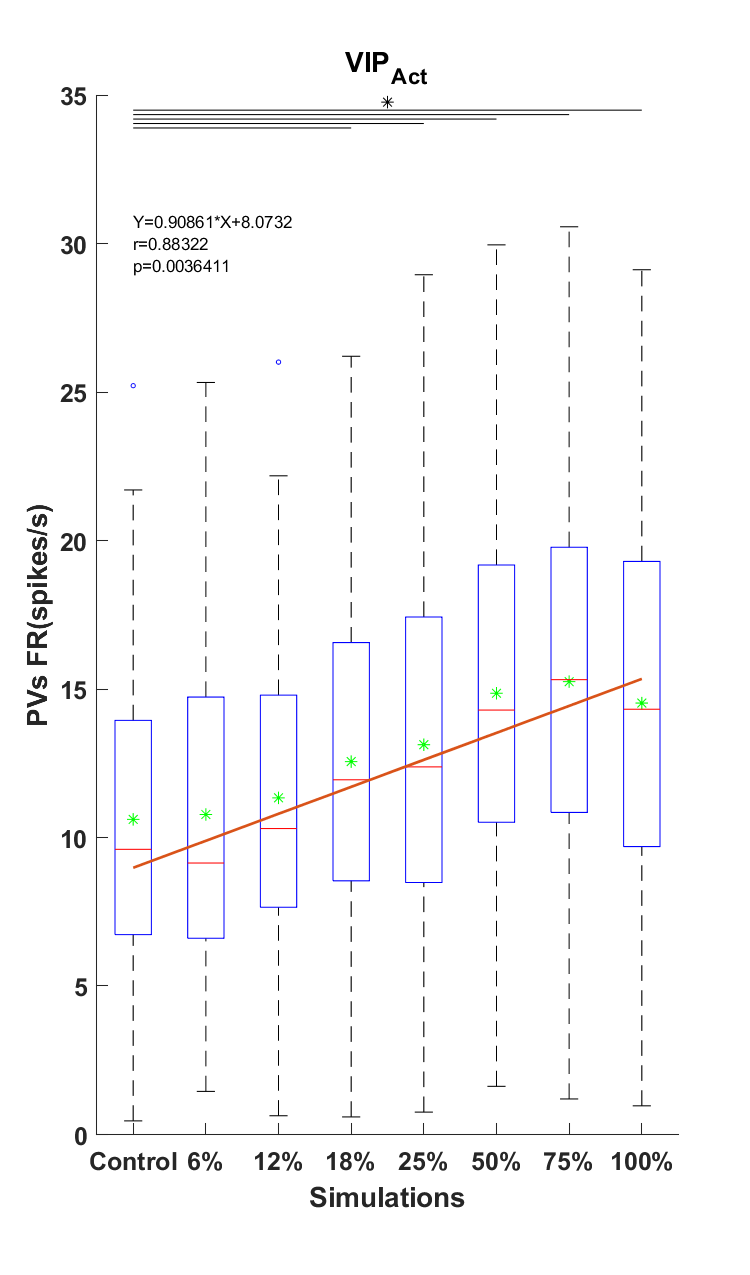 VIP_Act
*
35
Y=0.90861*X+8.0732
r=0.88322
p=0.0036411
30
25
20
15
10
5
0
PVs FR(spikes/s)
Control 6% 12% 18% 25% 50% 75% 100%
Simulations